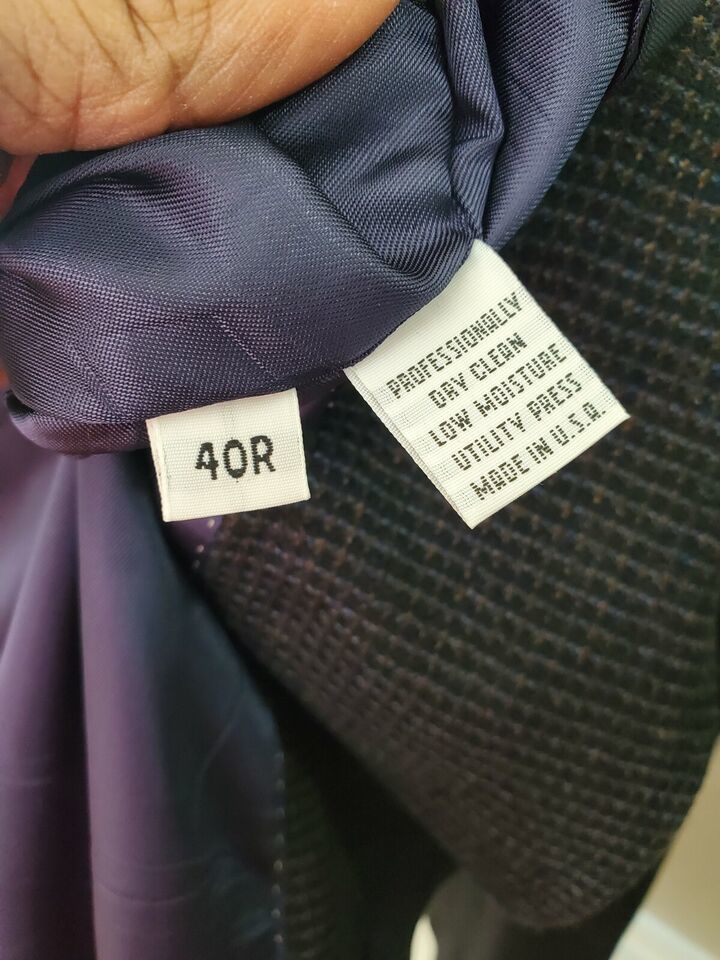 40R
PROFESSIONALLY
DRY CLEAN
LOW MOISTURE
UTILITY PRESS
MADE IN U.S.A.